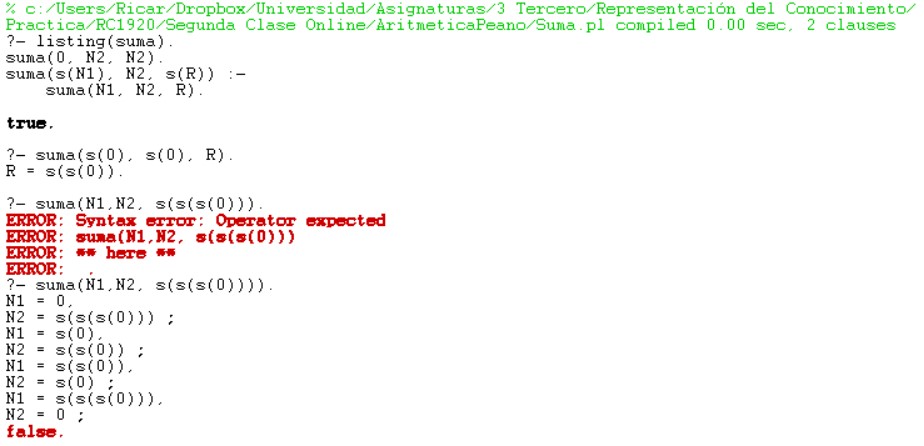 % c:/Users/Ricar/Dropbox/Universidad/Asignaturas/3 Tercero/Representación del Conocimiento/
Practica/RC1920/Segunda Clase Online/AritmeticaPeano/Suma.pl compiled 0.00 sec, 2 clauses
?- listing(suma).
suma(0, N2, N2).
suma(s(N1), N2, s(R)) :-
    suma(N1, N2, R).
true.
?- suma(s(0), s(0), R).
R = s(s(0)).
?- suma(N1,N2, s(s(s(0))).
ERROR: Syntax error: Operator expected
ERROR: suma(N1,N2, s(s(s(0)))
ERROR: ** here **
ERROR:  .
?- suma(N1,N2, s(s(s(0)))).
N1 = 0,
N2 = s(s(s(0))) ;
N1 = s(0),
N2 = s(s(0)) ;
N1 = s(s(0)),
N2 = s(0) ;
N1 = s(s(s(0))),
N2 = 0 ;
false.